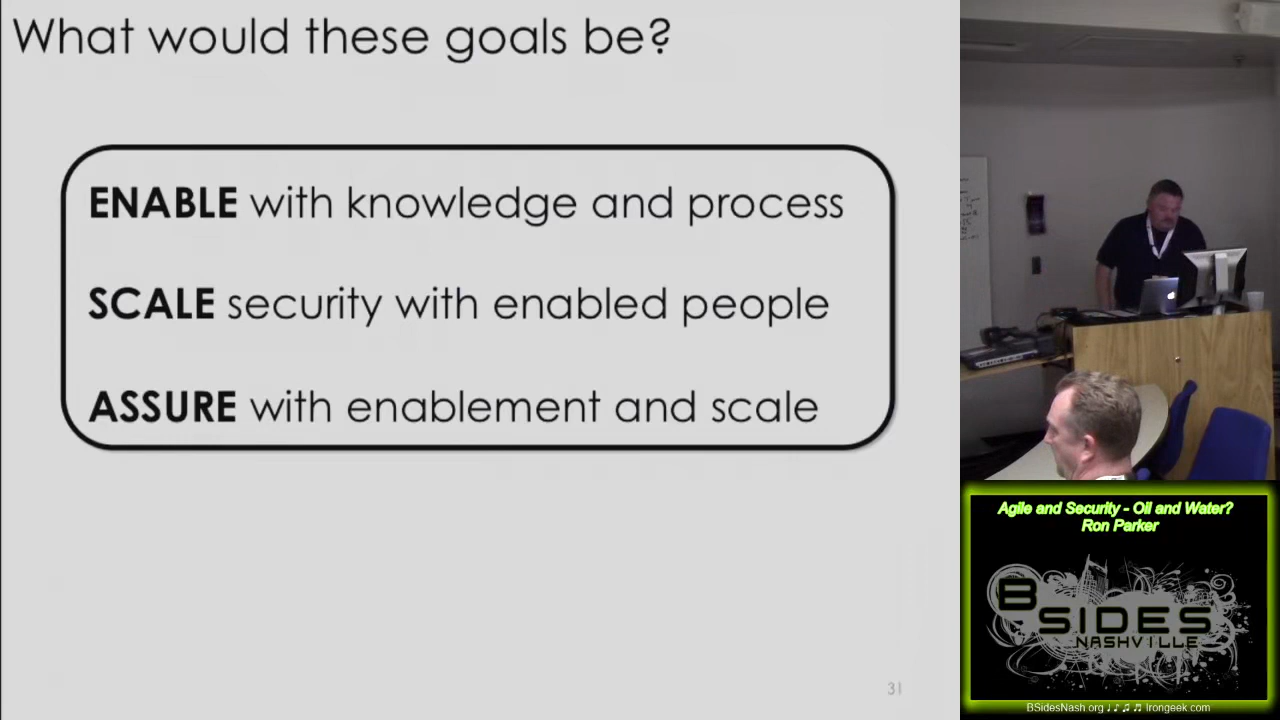 What would these goals be?
ENABLE with knowledge and process
SCALE security with enabled people
ASSURE with enablement and scale
31
Agile and Security - Oil and Water?
Ron Parker
BSIDES
NASHVILLE
BSidesNash.org ♩♪♫♬ Irongeek.com